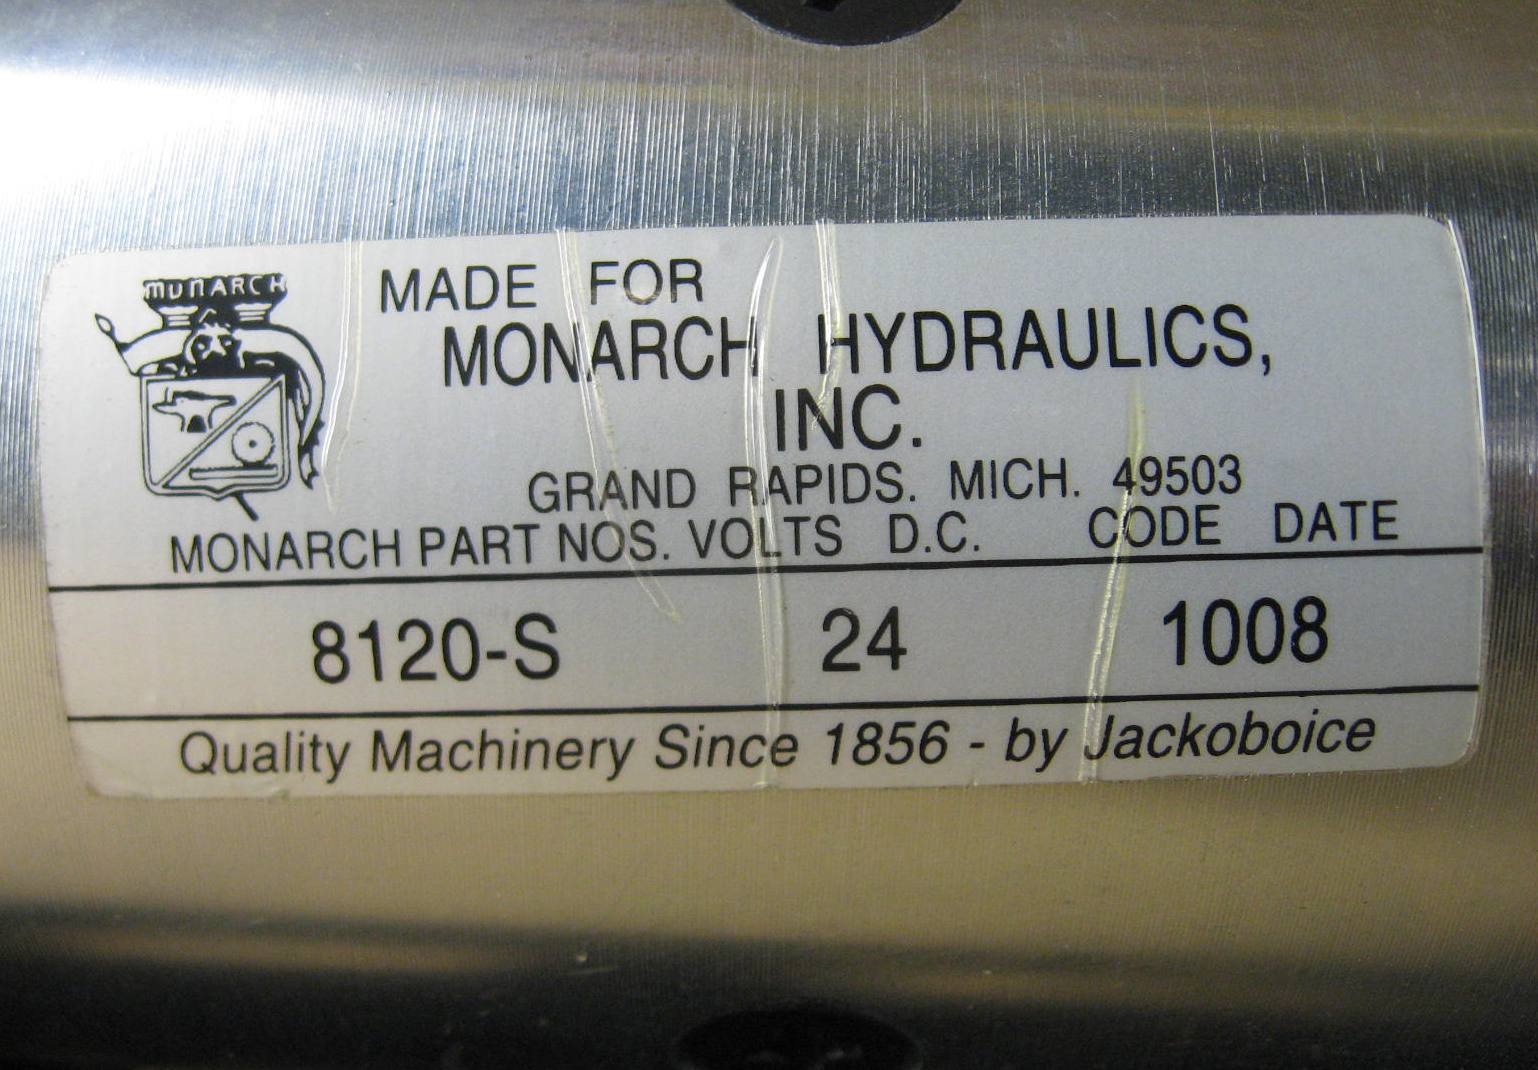 MONARCH
MADE FOR
MONARCH HYDRAULICS,
INC.
GRAND RAPIDS. MICH. 49503
MONARCH PART NOS. VOLTS D.C. CODE DATE
8120-S 24 1008
Quality Machinery Since 1856 - by Jackoboice